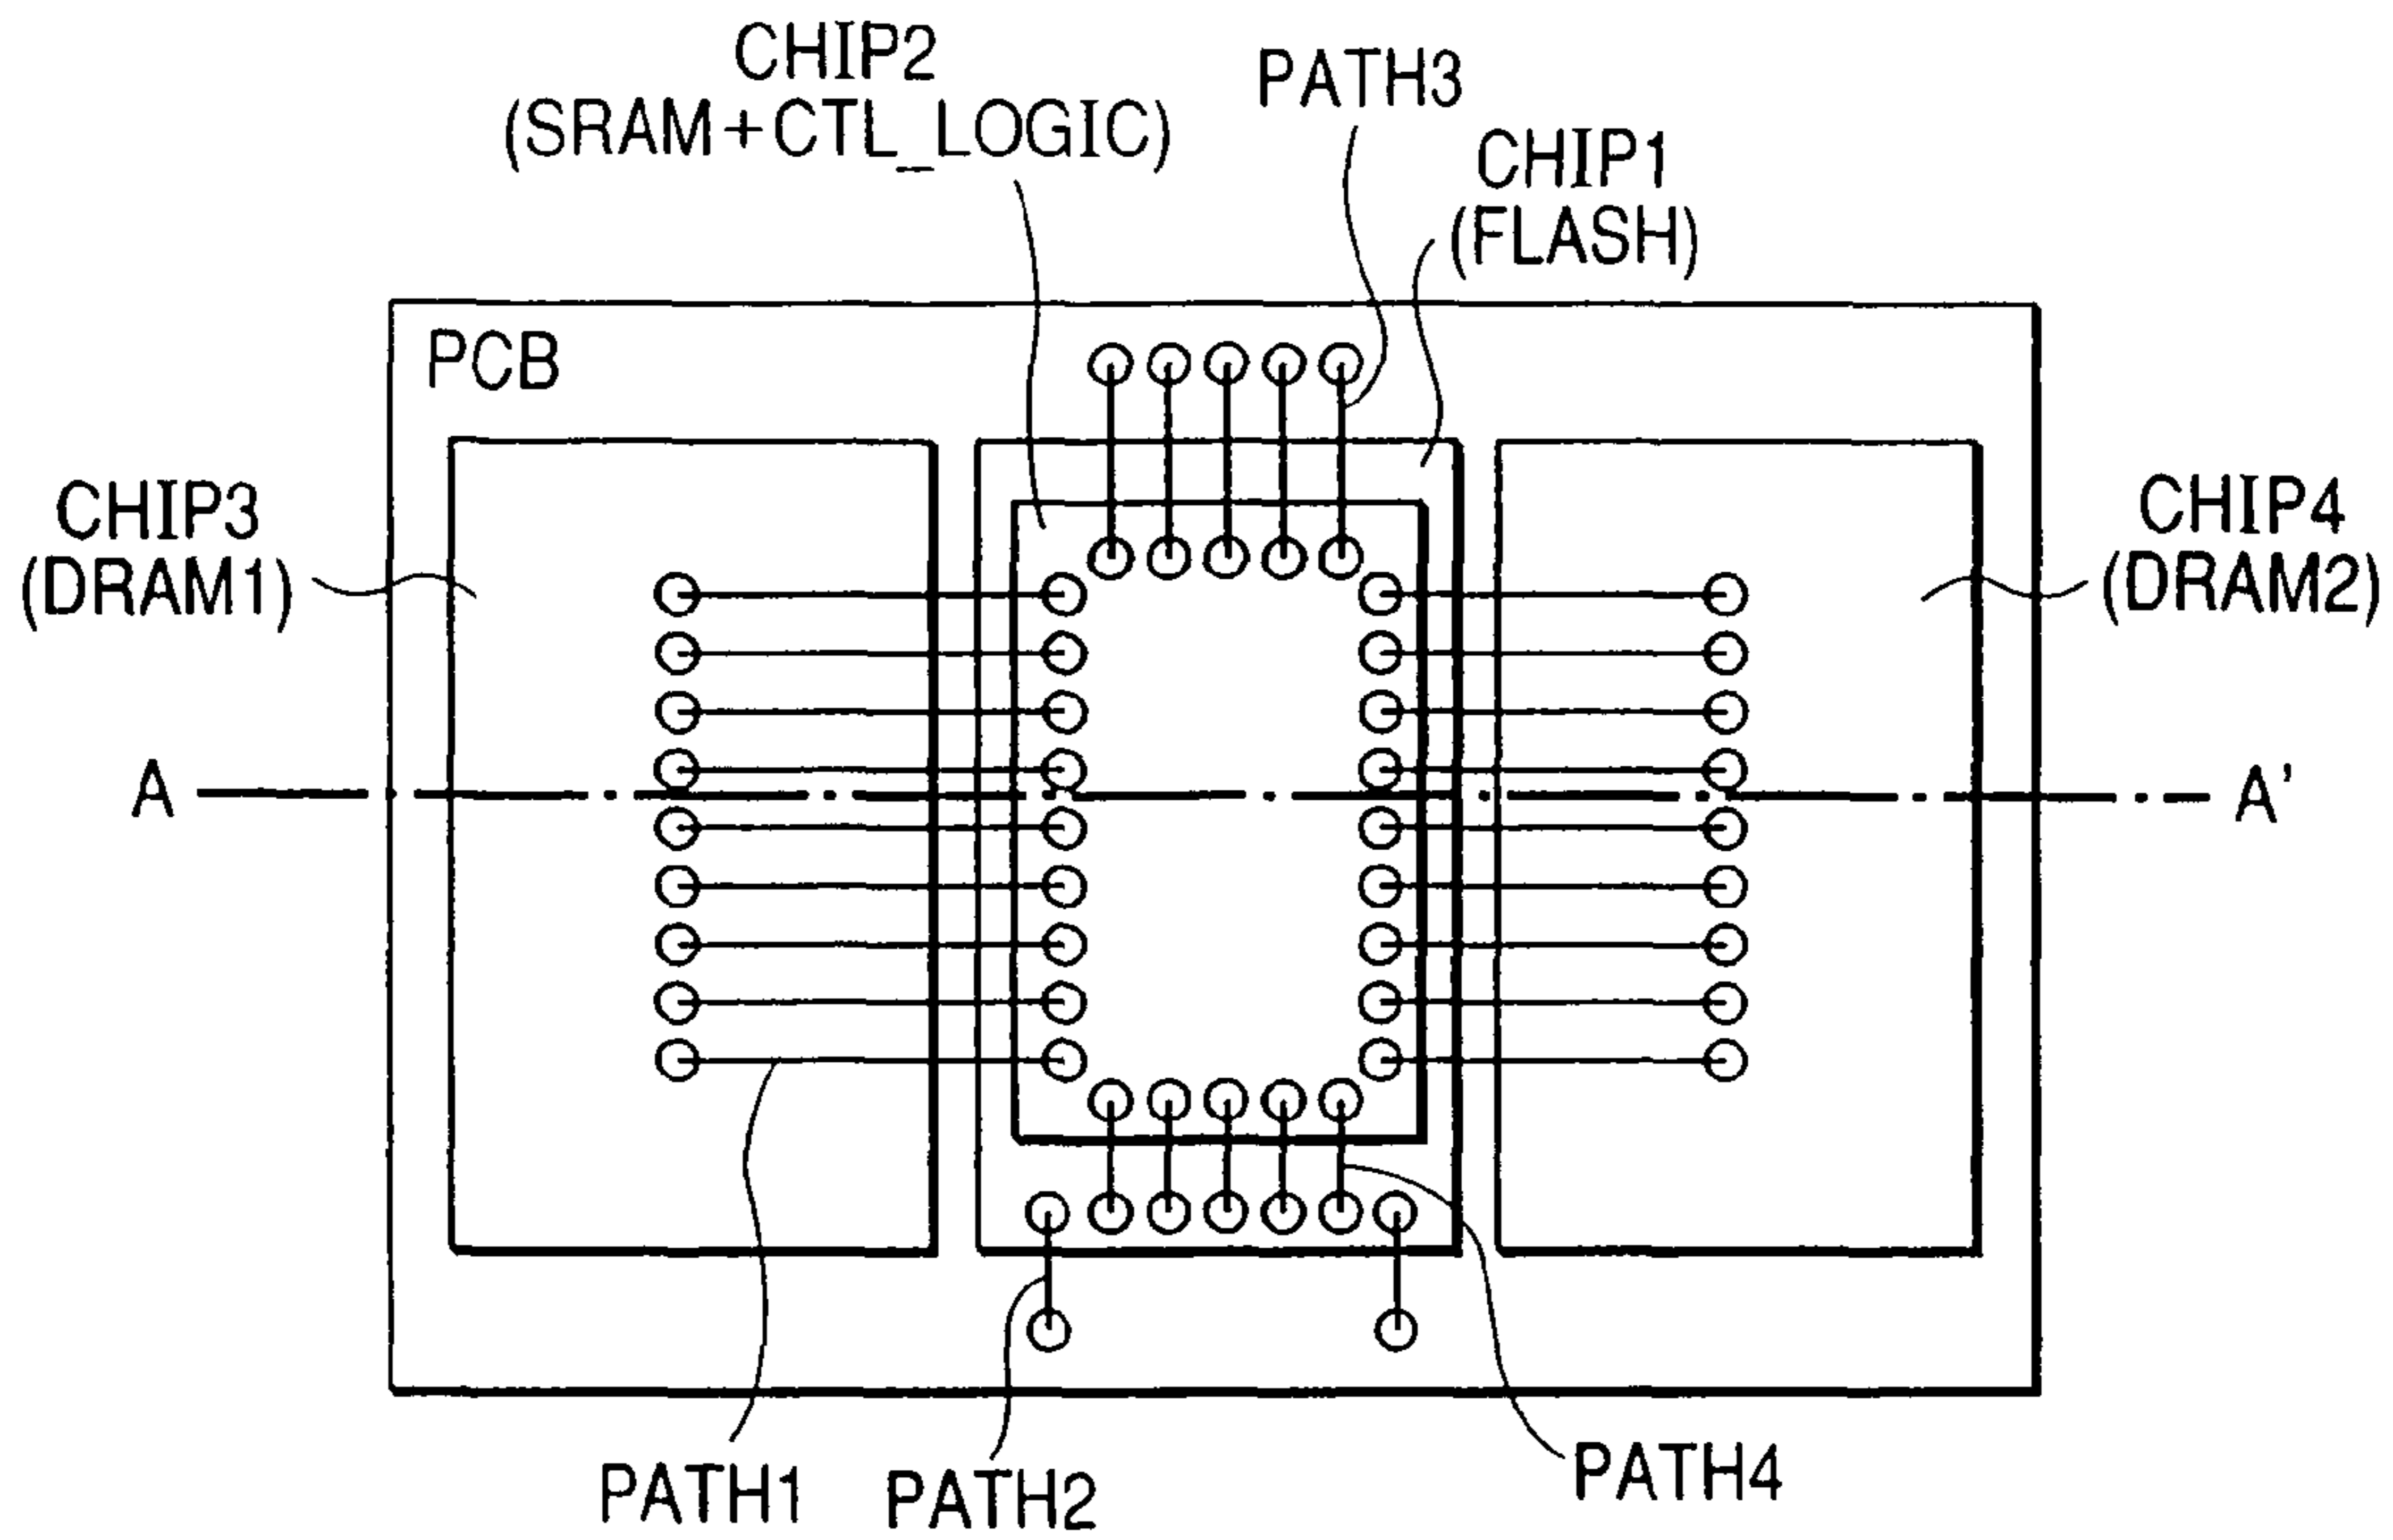 CHIP2
(SRAM+CTL_LOGIC)
PATH3
CHIP1
(FLASH)
PCB
CHIP3
(DRAM1)
CHIP4
(DRAM2)
A
A'
PATH1
PATH2
PATH4